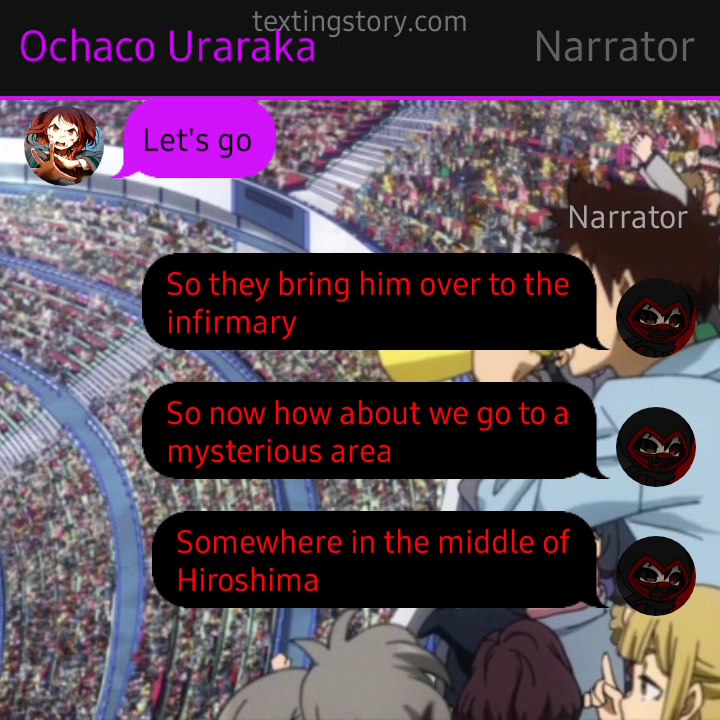 textingstory.com
Ochaco Uraraka
Narrator
Let's go
Narrator
So they bring him over to the
infirmary
So now how about we go to a
mysterious area
Somewhere in the middle of
Hiroshima